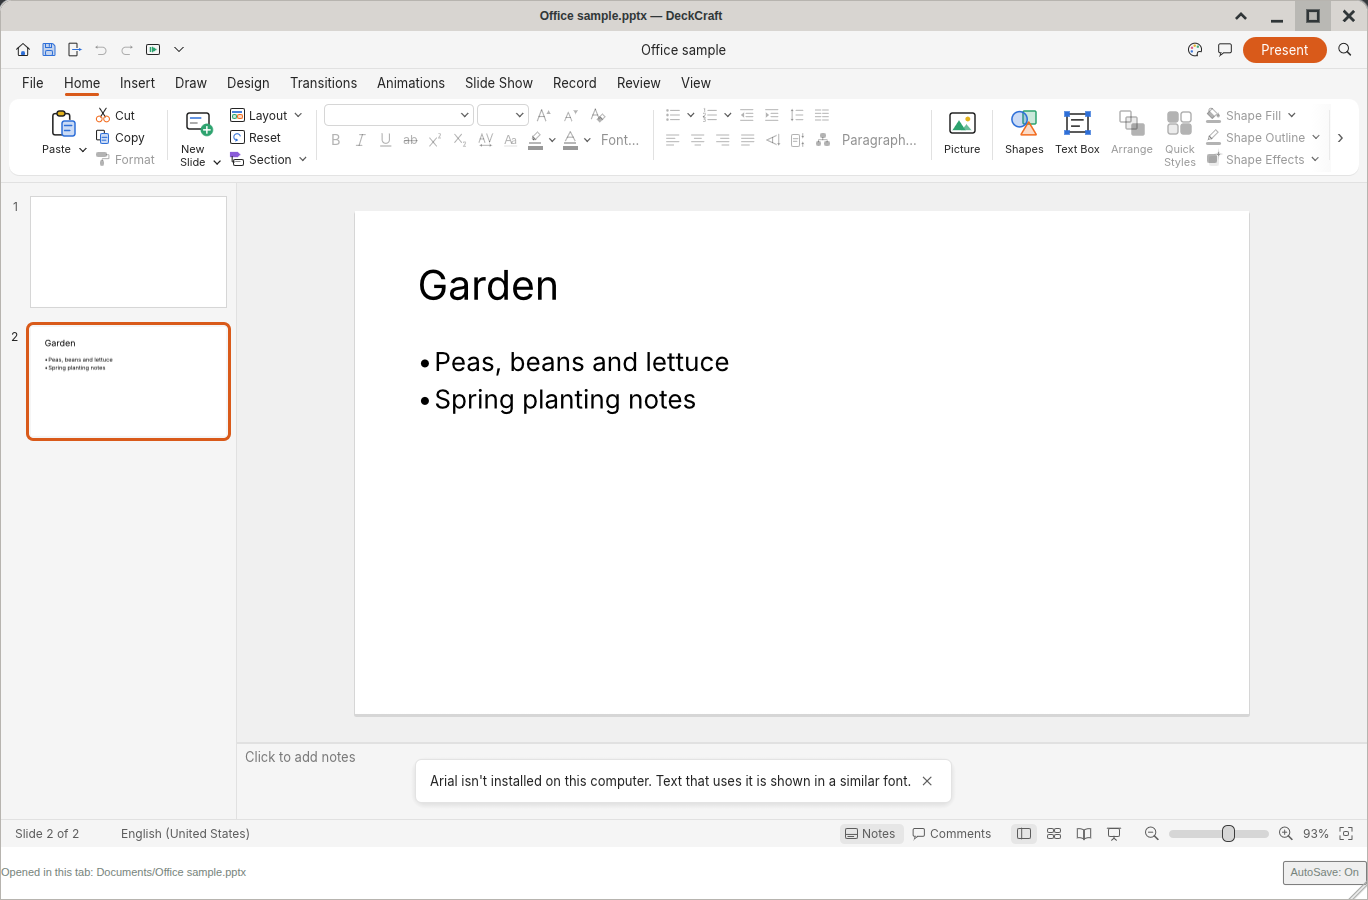 Office sample.pptx — DeckCraft
Office sample
Present
File Home Insert Draw Design Transitions Animations Slide Show Record Review View
Paste
Cut
Copy
Format
New
Slide
Layout
Reset
Section
B I U ab X² X₂ AV Aa Font...
Paragraph...
Picture
Shapes
Text Box
Arrange
Quick
Styles
Shape Fill
Shape Outline
Shape Effects
1
2
Garden
• Peas, beans and lettuce
• Spring planting notes
Garden
• Peas, beans and lettuce
• Spring planting notes
Click to add notes
Arial isn't installed on this computer. Text that uses it is shown in a similar font.
Slide 2 of 2 English (United States) Notes Comments 93%
Opened in this tab: Documents/Office sample.pptx AutoSave: On